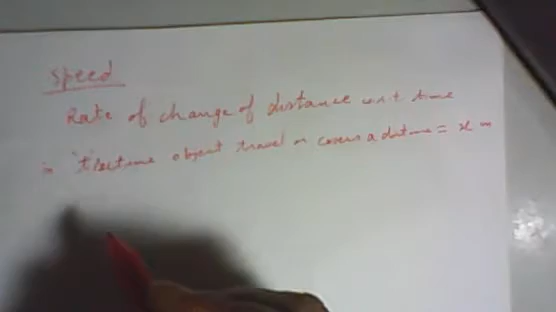 Speed
Rate of change of distance w.r.t time
in "t" sec time object travel or covers a distance = x m